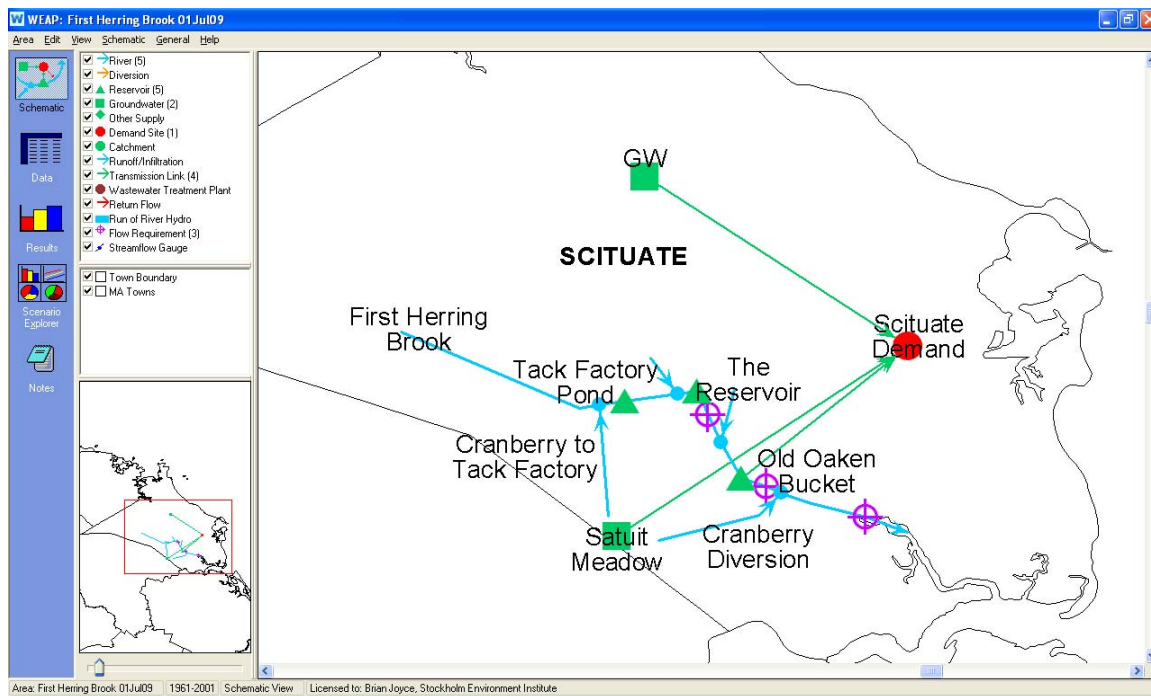 WEAP: First Herring Brook 01Jul09
Area Edit View Schematic General Help
Schematic
Data
Results
Scenario
Explorer
Notes
River (5)
Diversion
Reservoir (5)
Groundwater (2)
Other Supply
Demand Site (1)
Catchment
Runoff/Infiltration
Transmission Link (4)
Wastewater Treatment Plant
Return Flow
Run of River Hydro
Flow Requirement (3)
Streamflow Gauge
Town Boundary
MA Towns
GW
SCITUATE
First Herring
Brook
Scituate
Demand
Tack Factory
Pond
The
Reservoir
Cranberry to
Tack Factory
Old Oaken
Bucket
Satuit
Meadow
Cranberry
Diversion
Area: First Herring Brook 01Jul09 1961-2001 Schematic View Licensed to: Brian Joyce, Stockholm Environment Institute